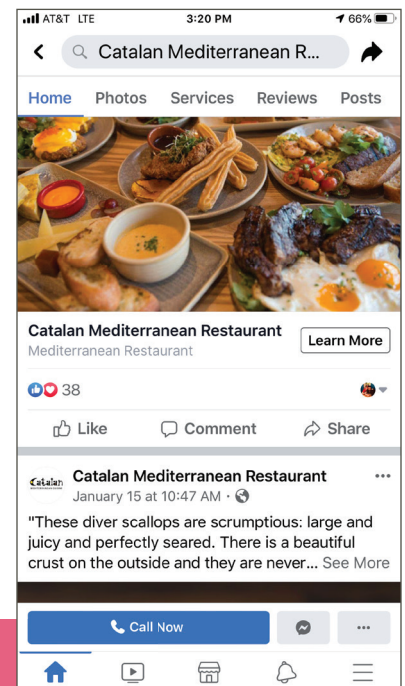 AT&T LTE 3:20 PM 66%
Catalan Mediterranean R...
Home Photos Services Reviews Posts
Catalan Mediterranean Restaurant
Mediterranean Restaurant
Learn More
38
Like Comment Share
Catalan
Catalan Mediterranean Restaurant
January 15 at 10:47 AM ·
"These diver scallops are scrumptious: large and
juicy and perfectly seared. There is a beautiful
crust on the outside and they are never... See More
Call Now